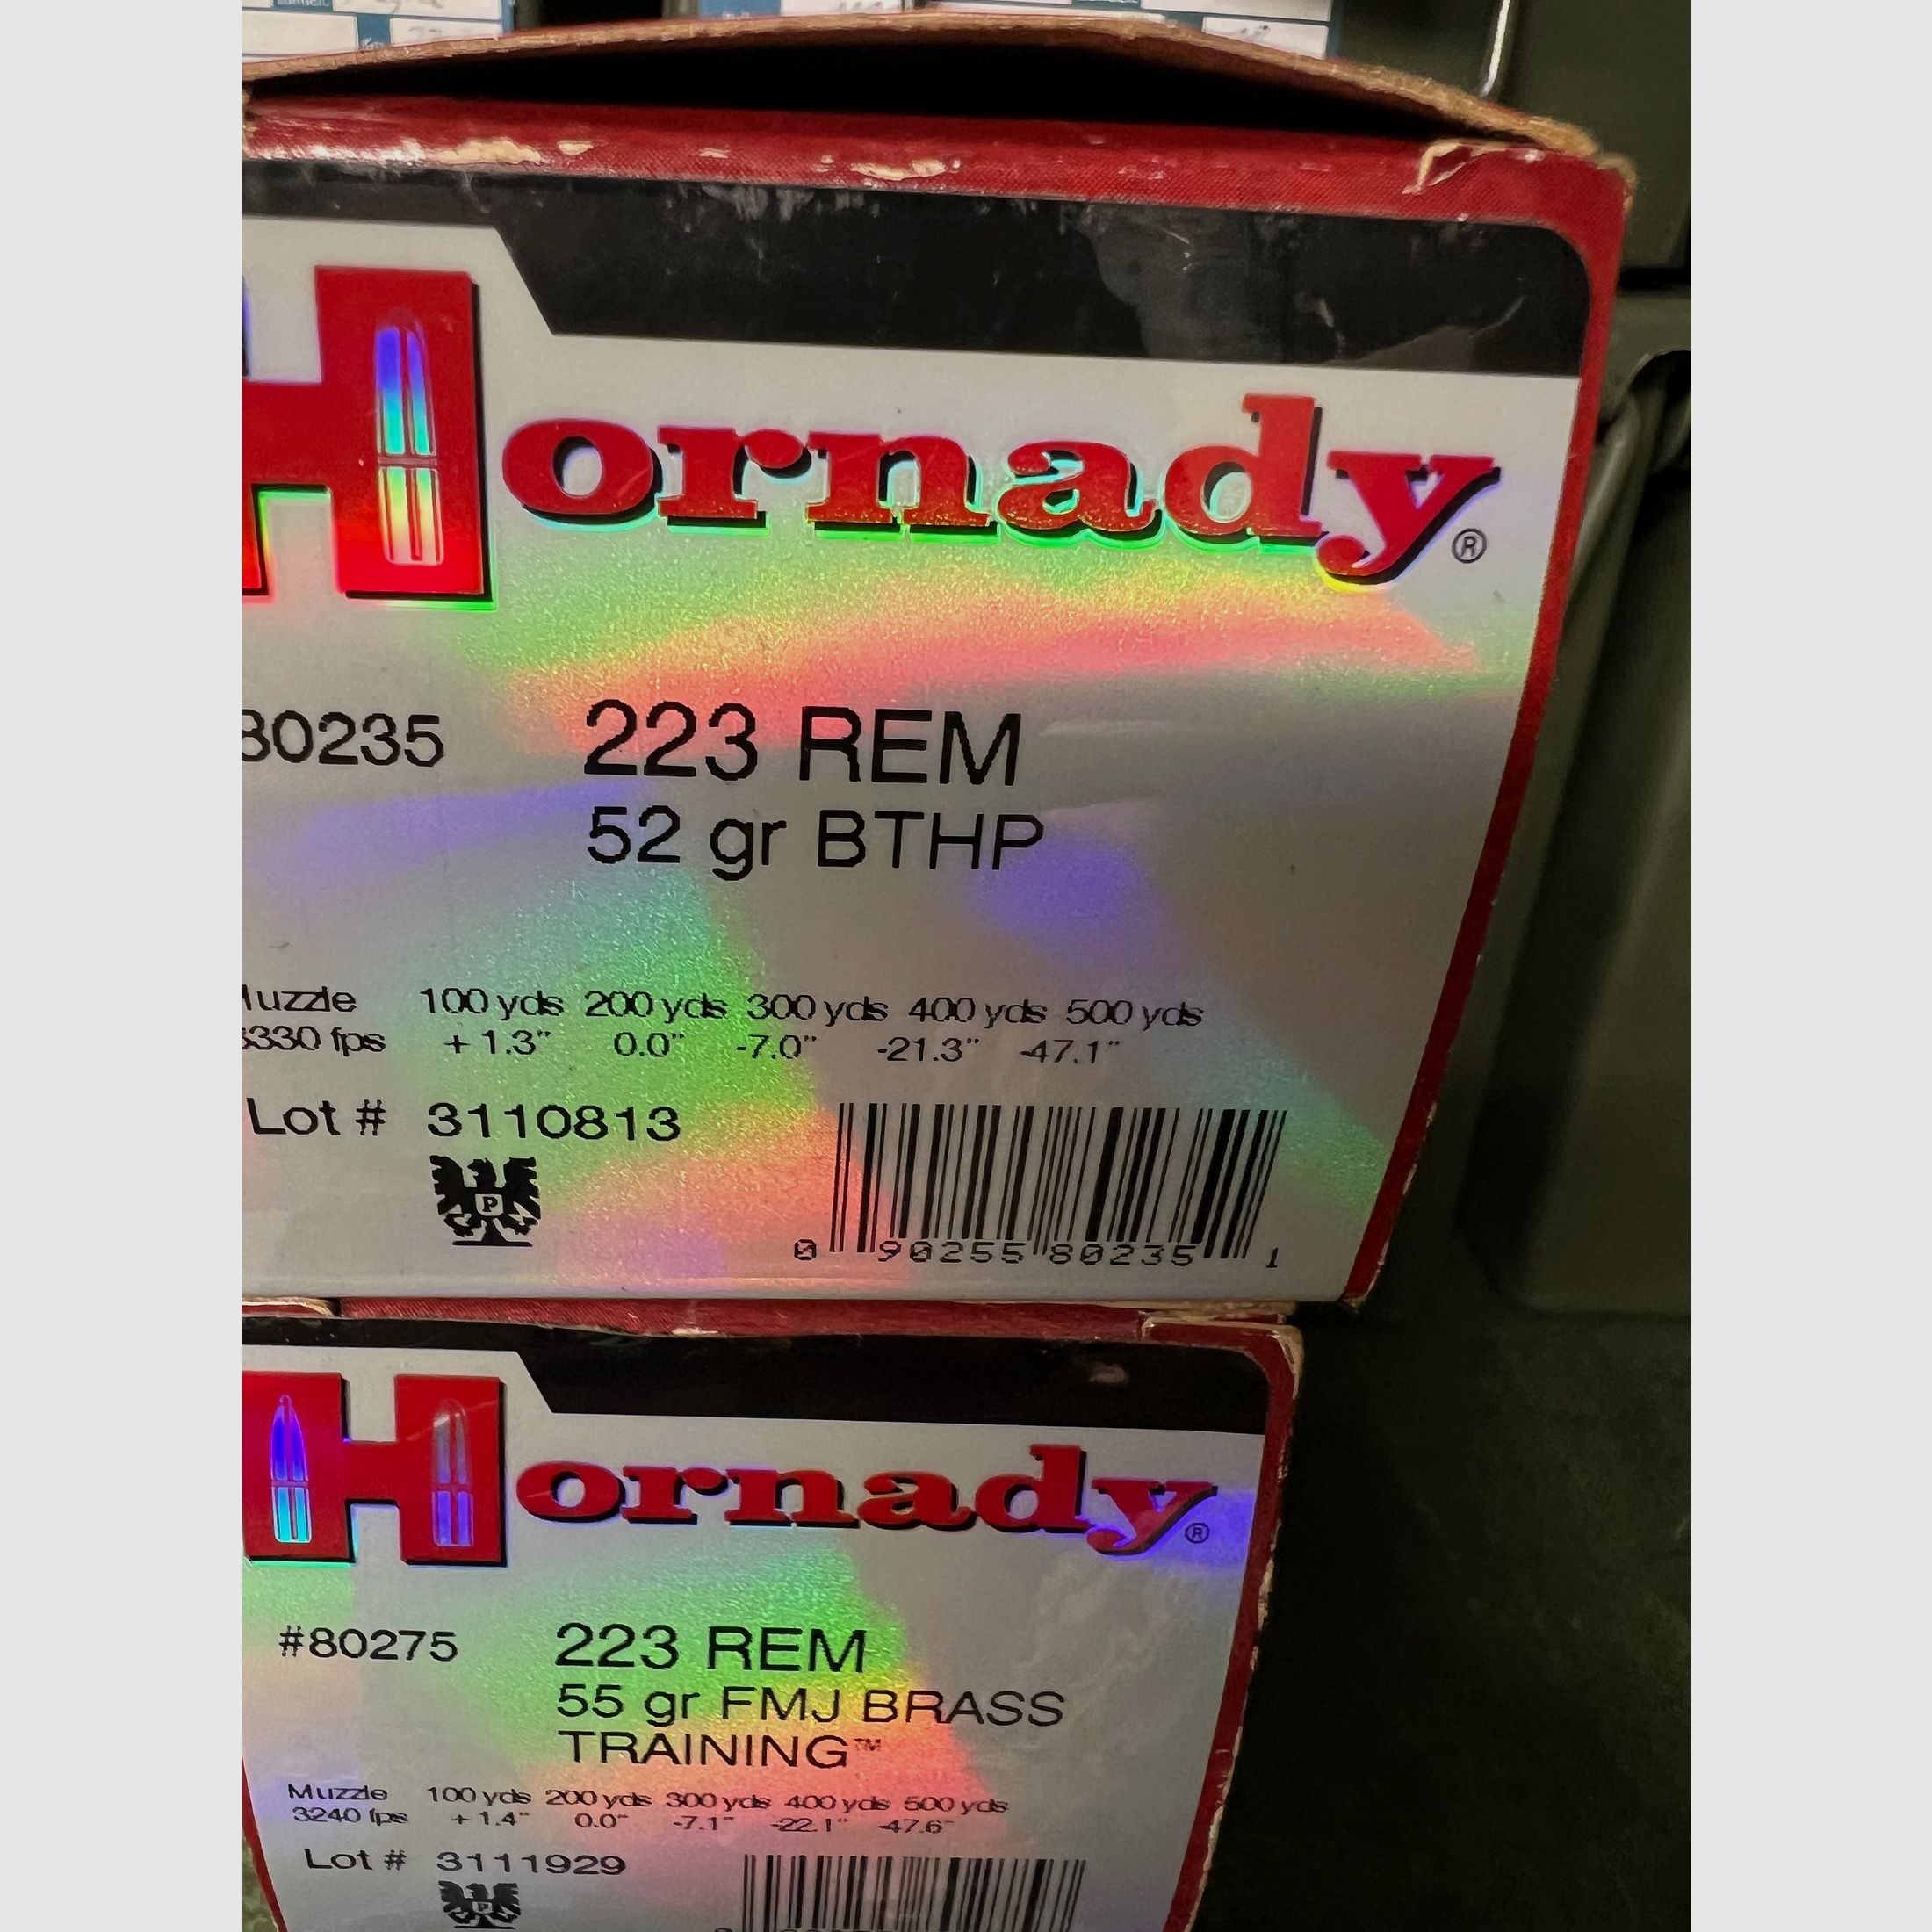 Hornady®
80235 223 REM
52 gr BTHP
Muzzle 100 yds 200 yds 300 yds 400 yds 500 yds
3330 fps + 1.3" 0.0" -7.0" -21.3" -47.1"
Lot # 3110813
P
0 90255 80235 1
Hornady®
#80275 223 REM
55 gr FMJ BRASS
TRAINING™
Muzzle 100 yds 200 yds 300 yds 400 yds 500 yds
3240 fps + 1.4" 0.0" -7.1" -22.1" -47.6"
Lot # 3111929
P